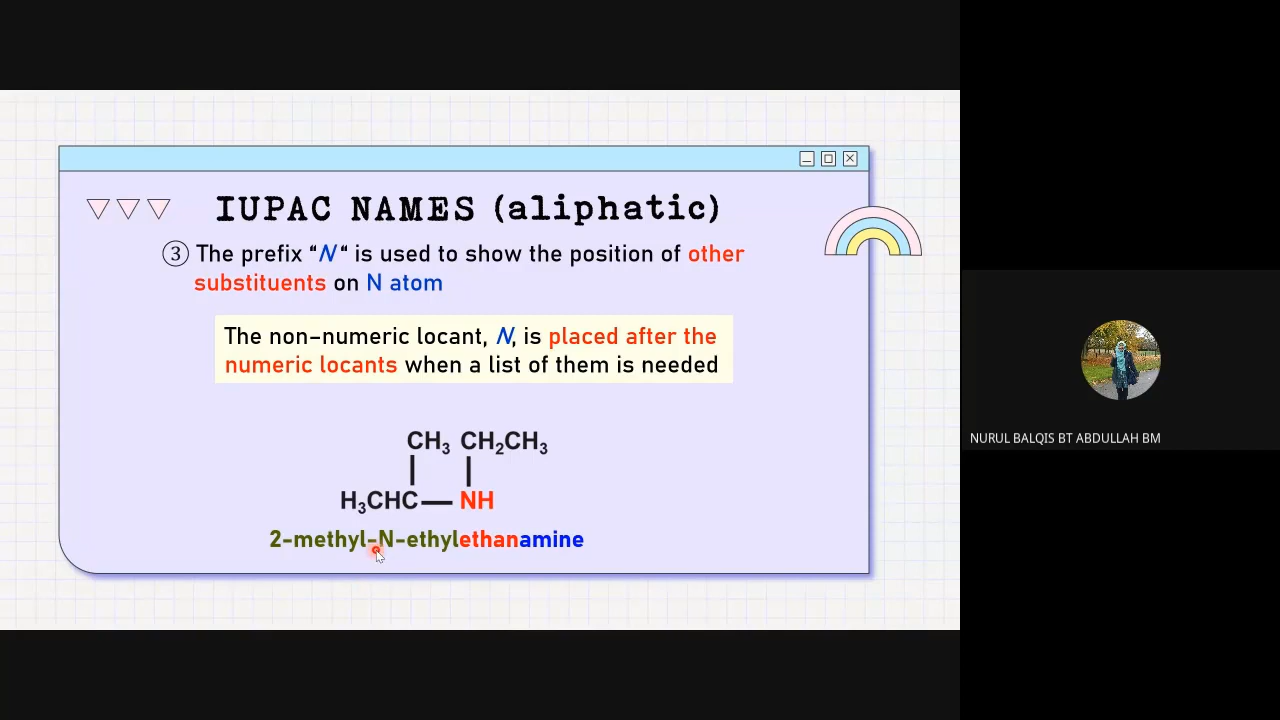 IUPAC NAMES (aliphatic)
③ The prefix “N“ is used to show the position of other
substituents on N atom
The non-numeric locant, N, is placed after the
numeric locants when a list of them is needed
CH₃ CH₂CH₃
H₃CHC — NH
2-methyl-N-ethylethanamine
NURUL BALQIS BT ABDULLAH BM